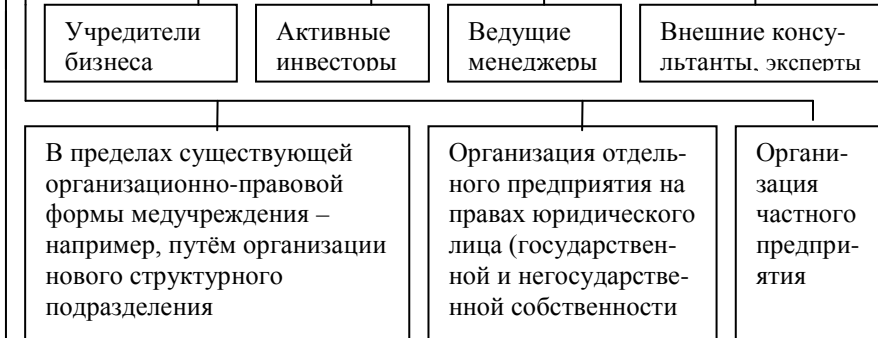 Учредители
бизнеса
Активные
инвесторы
Ведущие
менеджеры
Внешние консу-
льтанты, эксперты
В пределах существующей
организационно-правовой
формы медучреждения –
например, путём организации
нового структурного
подразделения
Организация отдель-
ного предприятия на
правах юридического
лица (государствен-
ной и негосударстве-
нной собственности
Органи-
зация
частного
предпри-
ятия